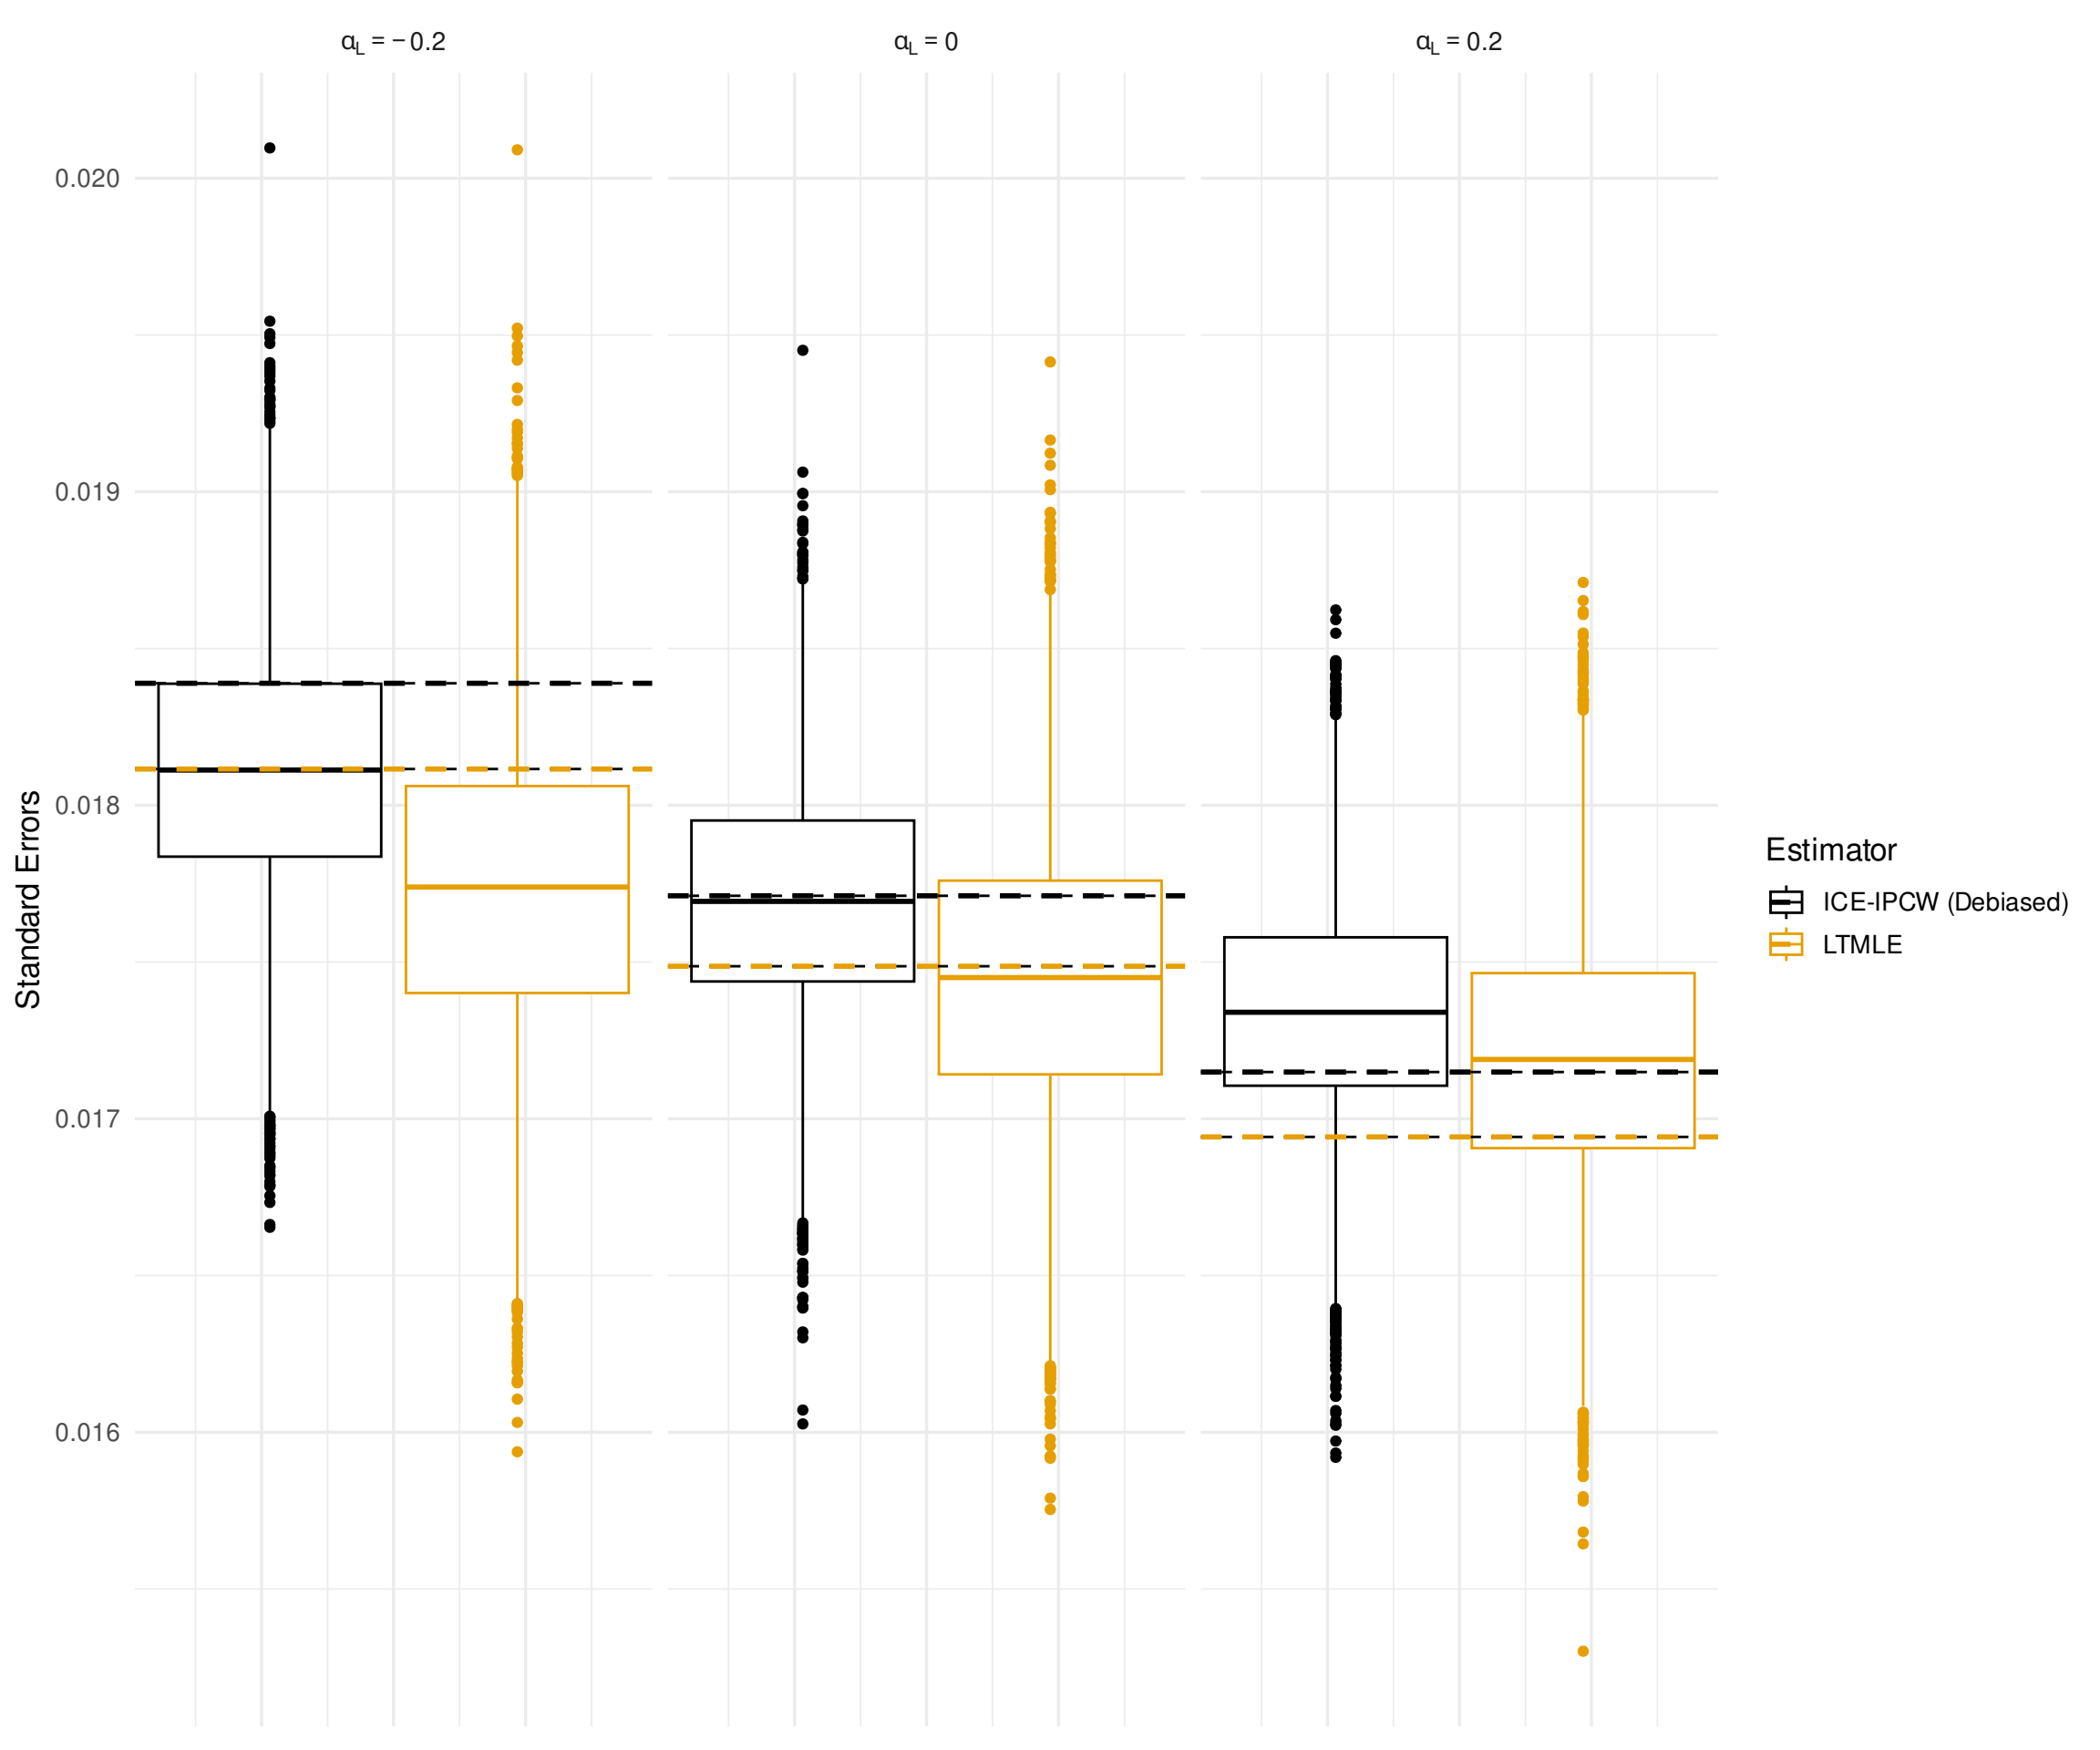 α_L = −0.2
α_L = 0
α_L = 0.2
0.020
0.019
0.018
0.017
0.016
Standard Errors
Estimator
ICE-IPCW (Debiased)
LTMLE